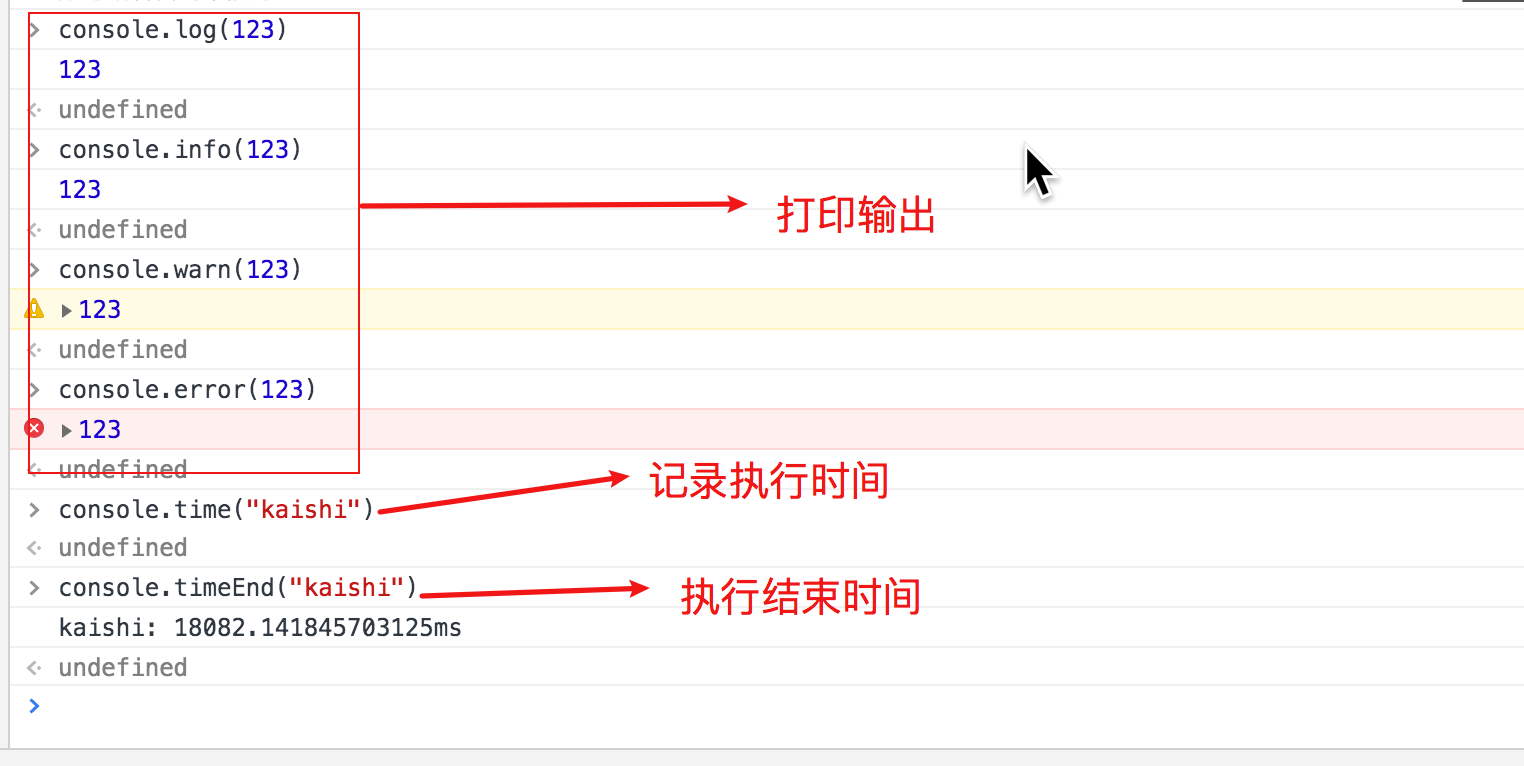 console.log(123)
123
undefined
console.info(123)
123
打印输出
undefined
console.warn(123)
123
undefined
console.error(123)
123
undefined
记录执行时间
console.time("kaishi")
undefined
console.timeEnd("kaishi")
执行结束时间
kaishi: 18082.141845703125ms
undefined